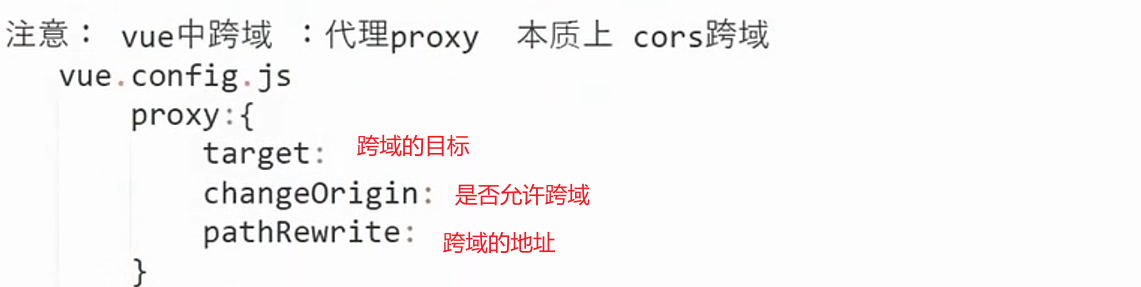 注意： vue中跨域 ：代理proxy 本质上 cors跨域
vue.config.js
proxy:{
target: 跨域的目标
changeOrigin: 是否允许跨域
pathRewrite: 跨域的地址
}